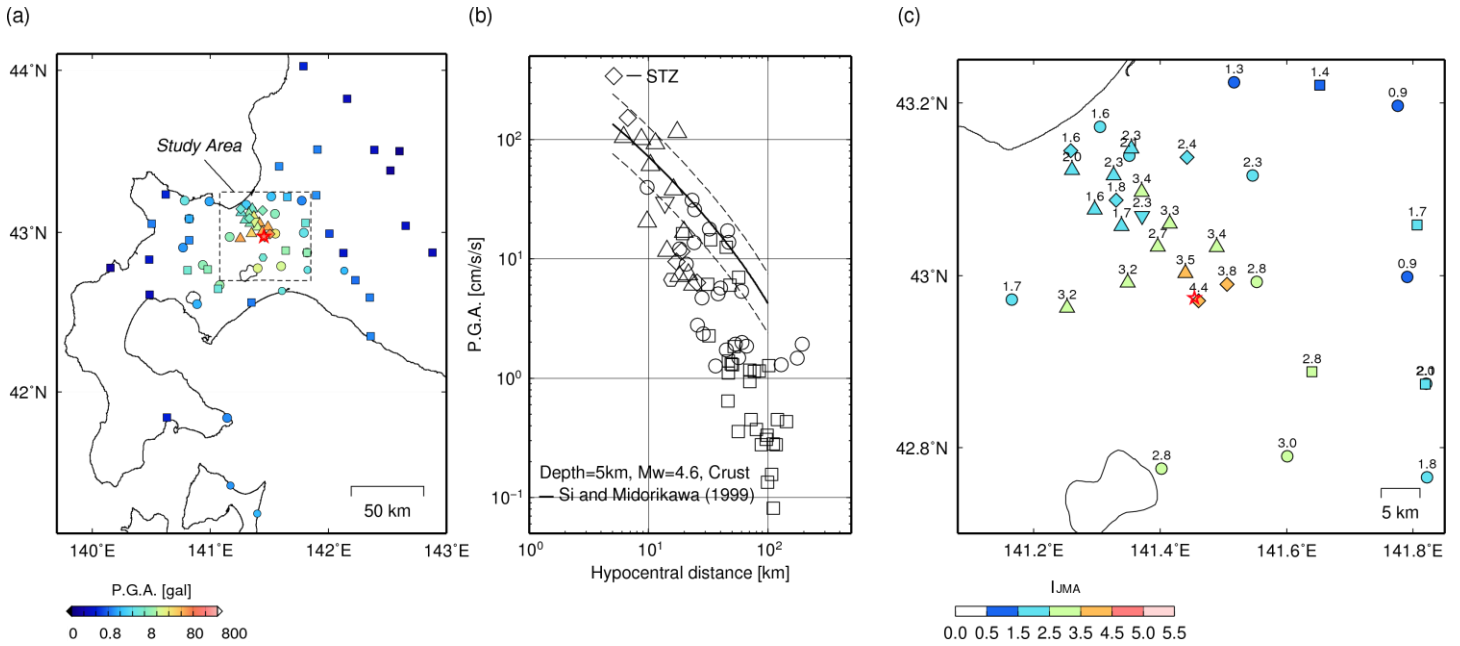 (a)
44˚N
43˚N
42˚N
140˚E
141˚E
142˚E
143˚E
Study Area
50 km
P.G.A. [gal]
0
0.8
8
80
800
(b)
P.G.A. [cm/s/s]
10²
10¹
10⁰
10⁻¹
10⁰
10¹
10²
Hypocentral distance [km]
STZ
Depth=5km, Mw=4.6, Crust
Si and Midorikawa (1999)
(c)
43.2˚N
43˚N
42.8˚N
141.2˚E
141.4˚E
141.6˚E
141.8˚E
1.3
1.4
0.9
1.6
1.6
2.3
2.4
2.0
2.3
2.3
1.8
3.4
1.6
2.3
1.7
3.3
1.7
2.7
3.4
3.5
3.2
3.8
2.8
0.9
4.4
1.7
3.2
2.8
2.8
3.0
1.8
5 km
I JMA
0.0
0.5
1.5
2.5
3.5
4.5
5.0
5.5